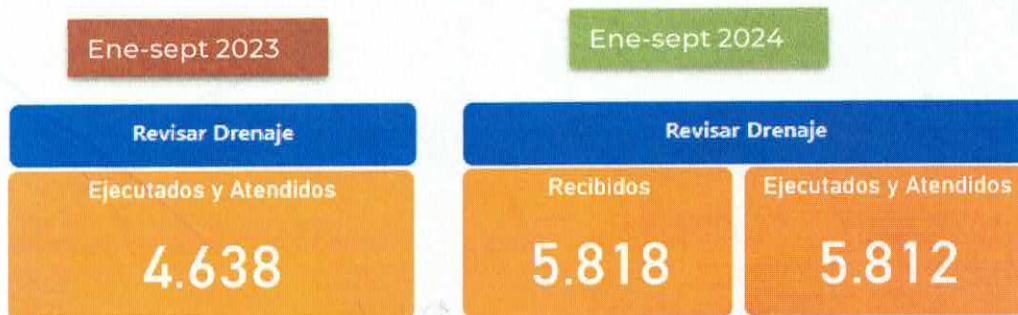 Ene-sept 2023
Ene-sept 2024
Revisar Drenaje
Revisar Drenaje
Ejecutados y Atendidos
Recibidos
Ejecutados y Atendidos
4.638
5.818
5.812